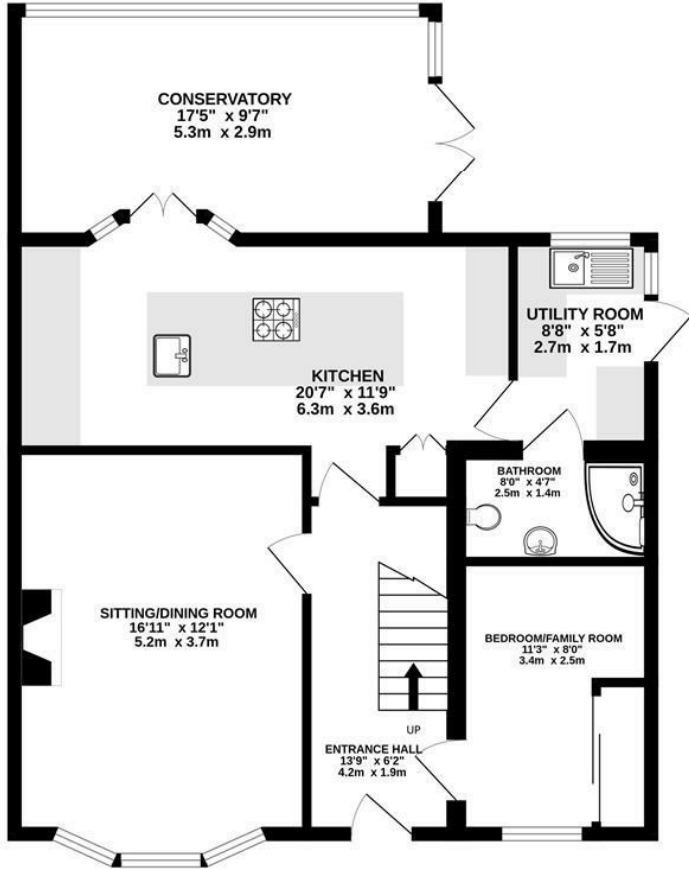 CONSERVATORY
17'5" x 9'7"
5.3m x 2.9m
UTILITY ROOM
8'8" x 5'8"
2.7m x 1.7m
KITCHEN
20'7" x 11'9"
6.3m x 3.6m
BATHROOM
8'0" x 4'7"
2.5m x 1.4m
SITTING/DINING ROOM
16'11" x 12'1"
5.2m x 3.7m
BEDROOM/FAMILY ROOM
11'3" x 8'0"
3.4m x 2.5m
UP
ENTRANCE HALL
13'9" x 6'2"
4.2m x 1.9m